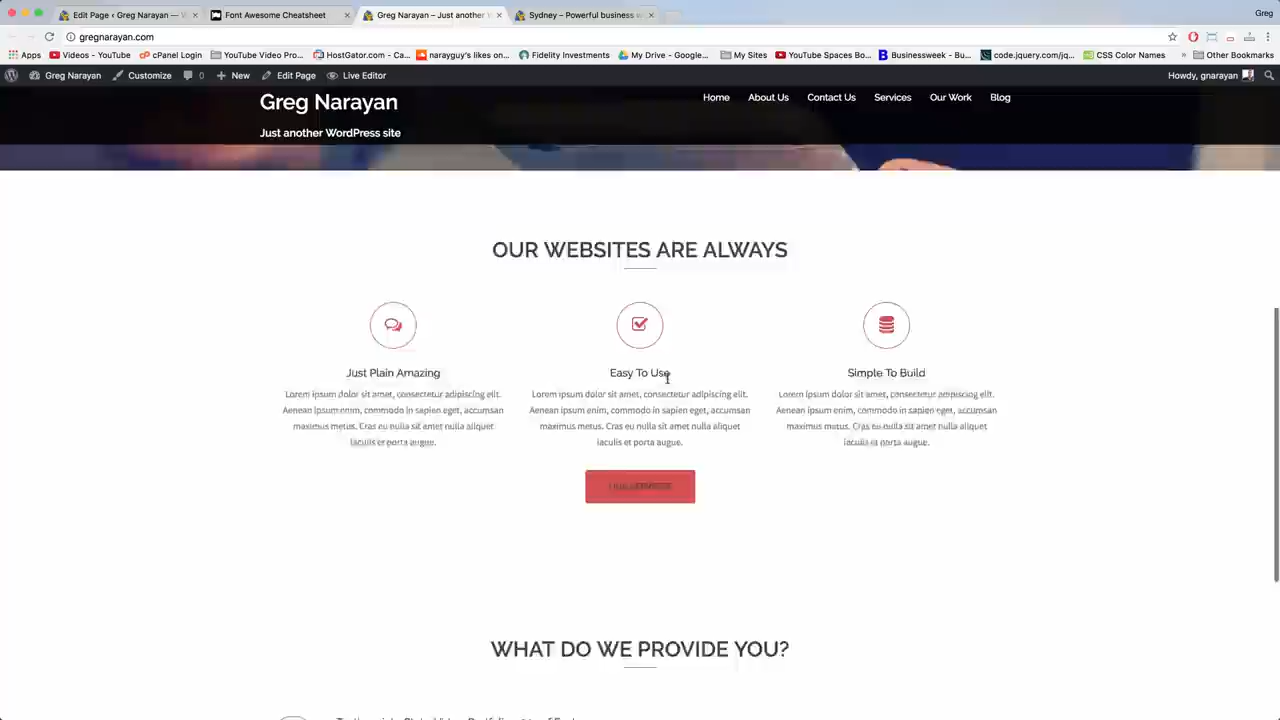 Edit Page ‹ Greg Narayan — W
Font Awesome Cheatsheet
Greg Narayan – Just another
Sydney – Powerful business w
Greg
gregnarayan.com
Apps
Videos - YouTube
cPanel Login
YouTube Video Pro...
HostGator.com - Ca...
narayguy's likes on...
Fidelity Investments
My Drive - Google...
My Sites
YouTube Spaces Bo...
Businessweek - Bu...
code.jquery.com/jq...
CSS Color Names
»
Other Bookmarks
Greg Narayan
Customize
0
New
Edit Page
Live Editor
Howdy, gnarayan
Greg Narayan
Home
About Us
Contact Us
Services
Our Work
Blog
Just another WordPress site
OUR WEBSITES ARE ALWAYS
Just Plain Amazing
Lorem ipsum dolor sit amet, consectetur adipiscing elit.
Aenean ipsum enim, commodo in sapien eget, accumsan
maximus metus. Cras eu nulla sit amet nulla aliquet
iaculis et porta augue.
Easy To Use
Lorem ipsum dolor sit amet, consectetur adipiscing elit.
Aenean ipsum enim, commodo in sapien eget, accumsan
maximus metus. Cras eu nulla sit amet nulla aliquet
iaculis et porta augue.
Simple To Build
Lorem ipsum dolor sit amet, consectetur adipiscing elit.
Aenean ipsum enim, commodo in sapien eget, accumsan
maximus metus. Cras eu nulla sit amet nulla aliquet
iaculis et porta augue.
WHAT DO WE PROVIDE YOU?